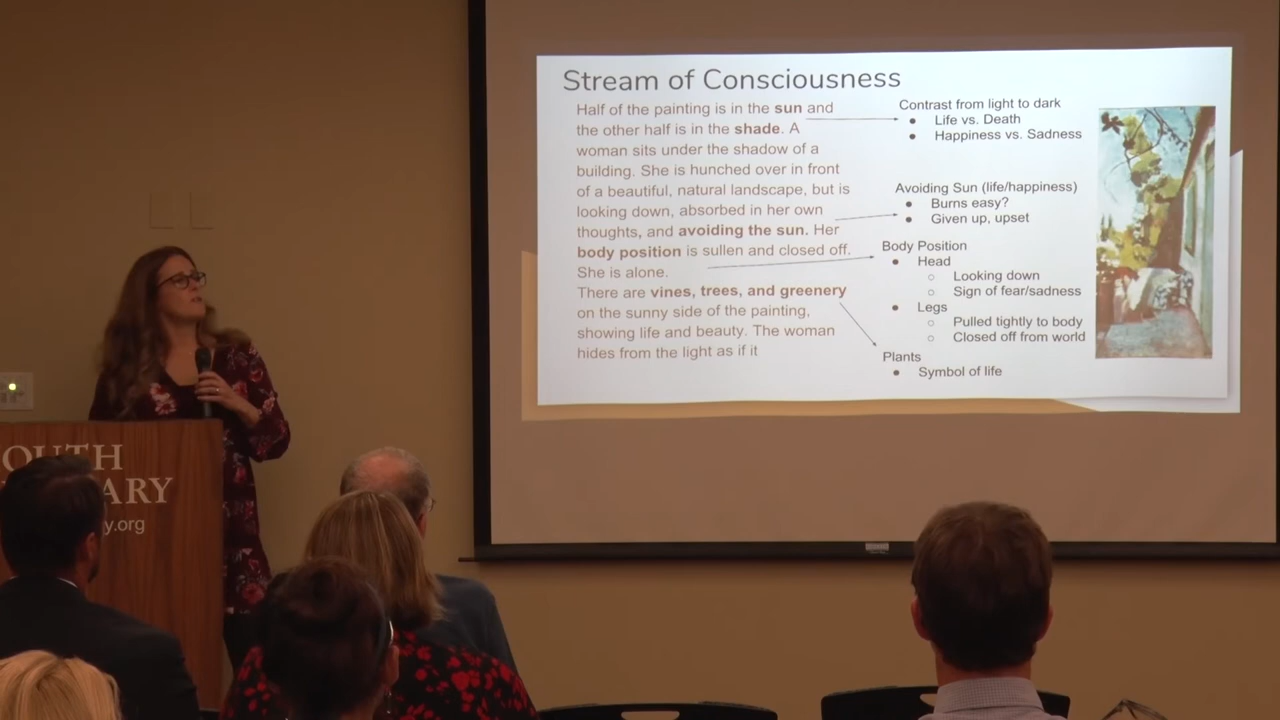 Stream of Consciousness
Half of the painting is in the sun and
the other half is in the shade. A
woman sits under the shadow of a
building. She is hunched over in front
of a beautiful, natural landscape, but is
looking down, absorbed in her own
thoughts, and avoiding the sun. Her
body position is sullen and closed off.
She is alone.
There are vines, trees, and greenery
on the sunny side of the painting,
showing life and beauty. The woman
hides from the light as if it
Contrast from light to dark
● Life vs. Death
● Happiness vs. Sadness
Avoiding Sun (life/happiness)
● Burns easy?
● Given up, upset
Body Position
● Head
○ Looking down
○ Sign of fear/sadness
● Legs
○ Pulled tightly to body
○ Closed off from world
Plants
● Symbol of life
OUTH
ARY
y.org